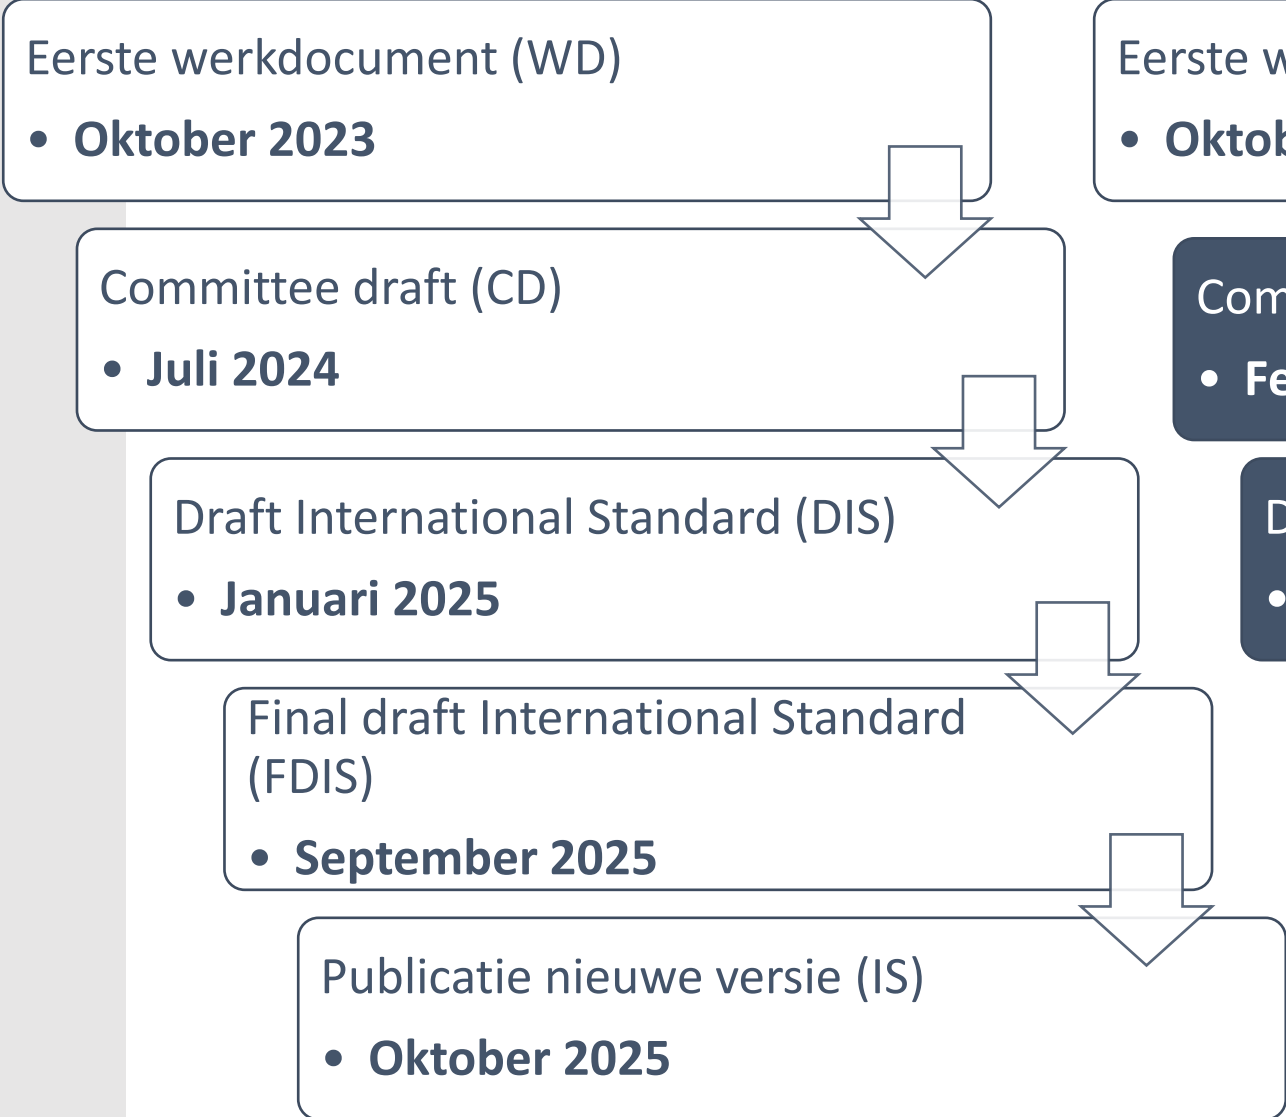 Eerste werkdocument (WD)
• Oktober 2023
Committee draft (CD)
• Juli 2024
Draft International Standard (DIS)
• Januari 2025
Final draft International Standard
(FDIS)
• September 2025
Publicatie nieuwe versie (IS)
• Oktober 2025
Eerste